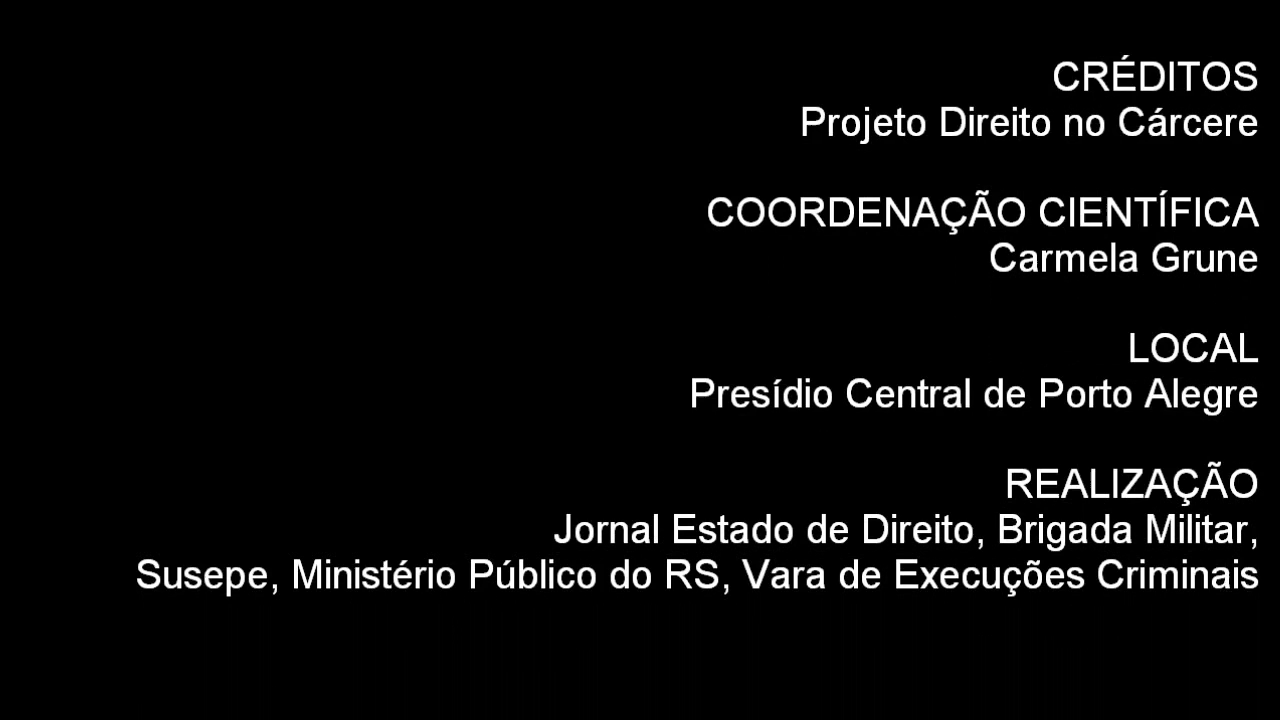 CRÉDITOS
Projeto Direito no Cárcere
COORDENAÇÃO CIENTÍFICA
Carmela Grune
LOCAL
Presídio Central de Porto Alegre
REALIZAÇÃO
Jornal Estado de Direito, Brigada Militar,
Susepe, Ministério Público do RS, Vara de Execuções Criminais